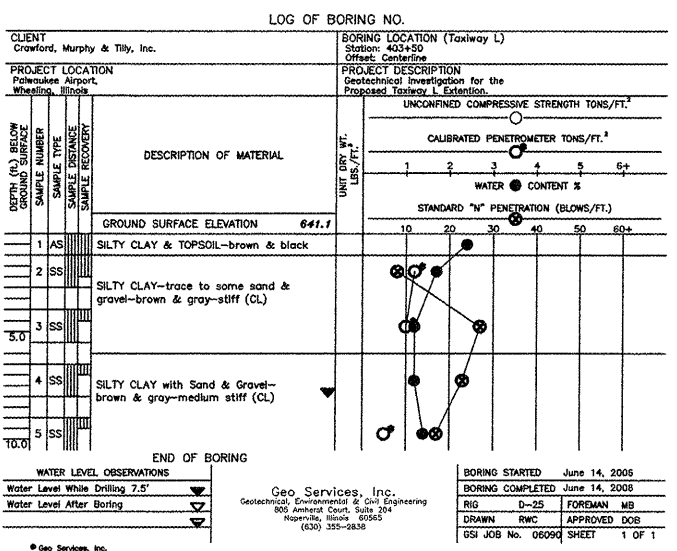 LOG OF BORING NO.
CLIENT
Crawford, Murphy & Tilly, Inc.
BORING LOCATION (Taxiway L)
Station: 403+50
Offset: Centerline
PROJECT LOCATION
Palwaukee Airport,
Wheeling, Illinois
PROJECT DESCRIPTION
Geotechnical Investigation for the
Proposed Taxiway L Extention.
DEPTH (ft.) BELOW GROUND SURFACE
SAMPLE NUMBER
SAMPLE TYPE
SAMPLE DISTANCE
SAMPLE RECOVERY
DESCRIPTION OF MATERIAL
UNIT DRY WT. LBS./FT.³
UNCONFINED COMPRESSIVE STRENGTH TONS/FT.²
CALIBRATED PENETROMETER TONS/FT.²
1 2 3 4 5 6+
WATER CONTENT %
STANDARD "N" PENETRATION (BLOWS/FT.)
10 20 30 40 50 60+
GROUND SURFACE ELEVATION 641.1
1 AS SILTY CLAY & TOPSOIL-brown & black
2 SS
SILTY CLAY-trace to some sand &
gravel-brown & gray-stiff (CL)
3 SS
5.0
4 SS
SILTY CLAY with Sand & Gravel-
brown & gray-medium stiff (CL)
5 SS
10.0
END OF BORING
WATER LEVEL OBSERVATIONS
Water Level While Drilling 7.5'
Water Level After Boring
Geo Services, Inc.
Geotechnical, Environmental & Civil Engineering
805 Amherst Court, Suite 204
Naperville, Illinois 60565
(630) 355-2838
BORING STARTED June 14, 2006
BORING COMPLETED June 14, 2006
RIG D-25 FOREMAN MB
DRAWN RWC APPROVED DOB
GSI JOB No. 06090 SHEET 1 OF 1
Geo Services, Inc.